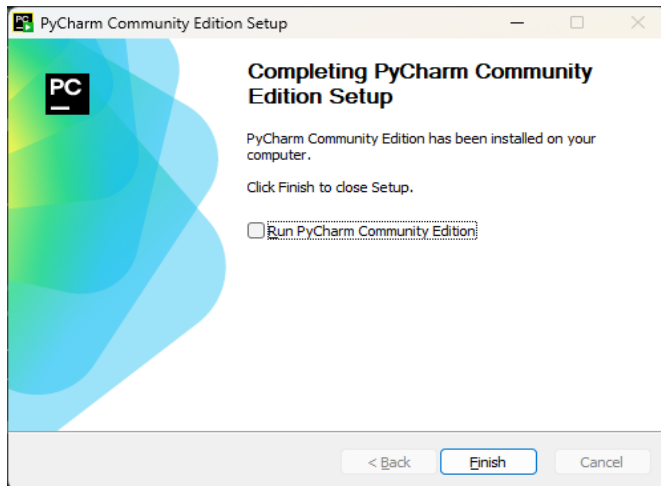 PC PyCharm Community Edition Setup
PC
Completing PyCharm Community
Edition Setup
PyCharm Community Edition has been installed on your
computer.
Click Finish to close Setup.
Run PyCharm Community Edition
< Back Finish Cancel